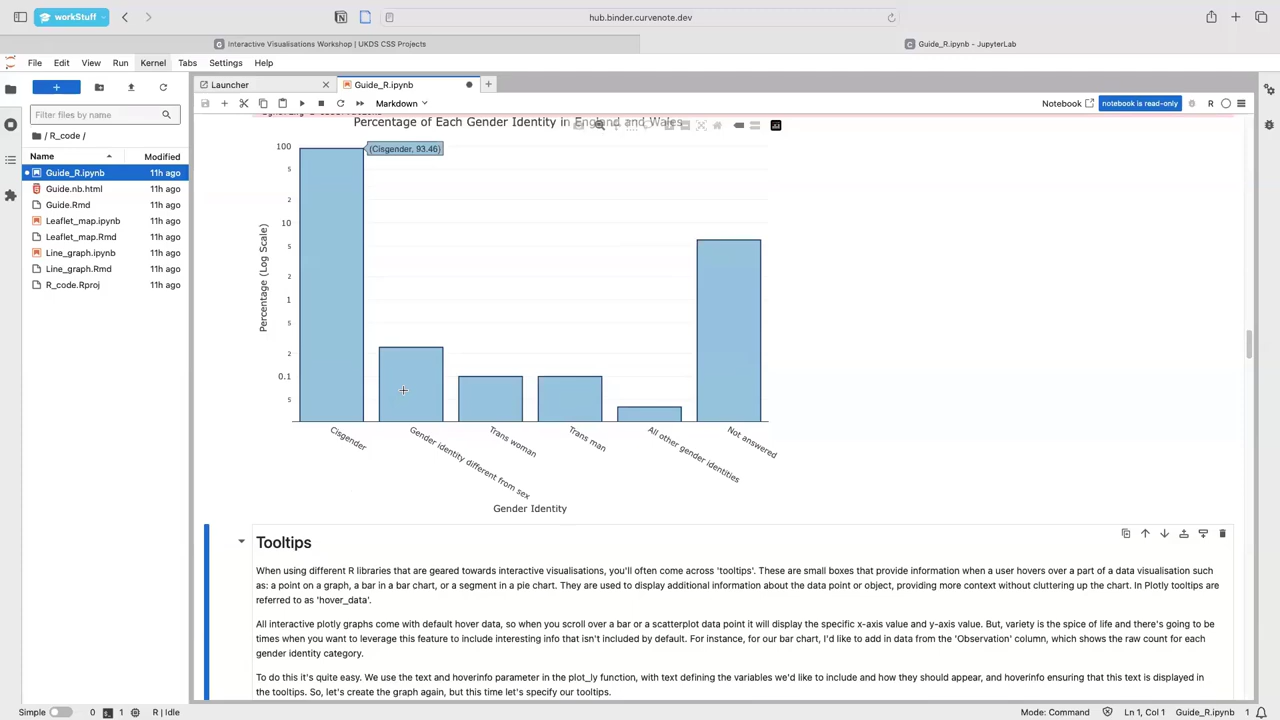 workStuff
hub.binder.curvenote.dev
Interactive Visualisations Workshop | UKDS CSS Projects
Guide_R.ipynb - JupyterLab
File Edit View Run Kernel Tabs Settings Help
Launcher
Guide_R.ipynb
Markdown
Notebook
notebook is read-only
R
Filter files by name
/ R_code /
Name Modified
Guide_R.ipynb 11h ago
Guide.nb.html 11h ago
Guide.Rmd 11h ago
Leaflet_map.ipynb 11h ago
Leaflet_map.Rmd 11h ago
Line_graph.ipynb 11h ago
Line_graph.Rmd 11h ago
R_code.Rproj 11h ago
Percentage of Each Gender Identity in England and Wales
(Cisgender, 93.46)
100
5
2
10
5
2
1
5
2
0.1
5
Percentage (Log Scale)
Cisgender
Gender identity different from sex
Trans woman
Trans man
All other gender identities
Not answered
Gender Identity
Tooltips
When using different R libraries that are geared towards interactive visualisations, you'll often come across 'tooltips'. These are small boxes that provide information when a user hovers over a part of a data visualisation such
as: a point on a graph, a bar in a bar chart, or a segment in a pie chart. They are used to display additional information about the data point or object, providing more context without cluttering up the chart. In Plotly tooltips are
referred to as 'hover_data'.
All interactive plotly graphs come with default hover data, so when you scroll over a bar or a scatterplot data point it will display the specific x-axis value and y-axis value. But, variety is the spice of life and there's going to be
times when you want to leverage this feature to include interesting info that isn't included by default. For instance, for our bar chart, I'd like to add in data from the 'Observation' column, which shows the raw count for each
gender identity category.
To do this it's quite easy. We use the text and hoverinfo parameter in the plot_ly function, with text defining the variables we'd like to include and how they should appear, and hoverinfo ensuring that this text is displayed in
the tooltips. So, let's create the graph again, but this time let's specify our tooltips.
Simple 0 1 R | Idle
Mode: Command Ln 1, Col 1 Guide_R.ipynb 1